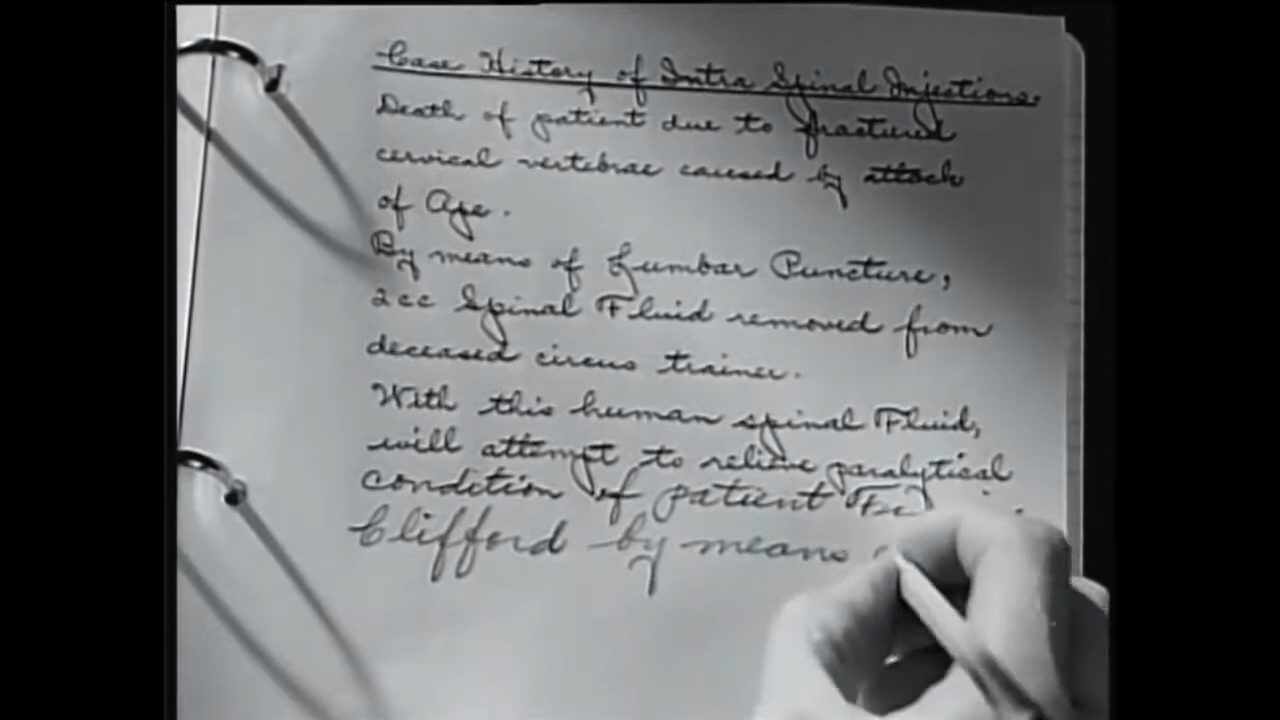 Case History of Intra Spinal Injections.
Death of patient due to fractured
cervical vertebrae caused by attack
of Ape.
By means of Lumbar Puncture,
2cc Spinal Fluid removed from
deceased circus trainer.
With this human spinal Fluid,
will attempt to relieve paralytical
condition of patient
Clifford by means